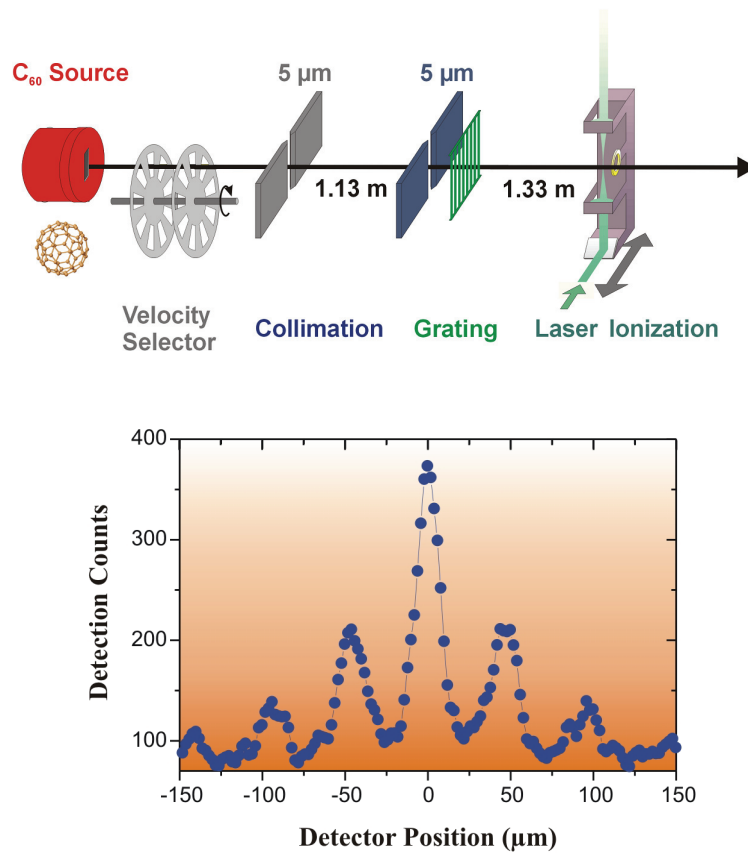 C60 Source
5 µm
5 µm
1.13 m
1.33 m
Velocity
Selector
Collimation
Grating
Laser Ionization
400
300
200
100
Detection Counts
-150
-100
-50
0
50
100
150
Detector Position (µm)